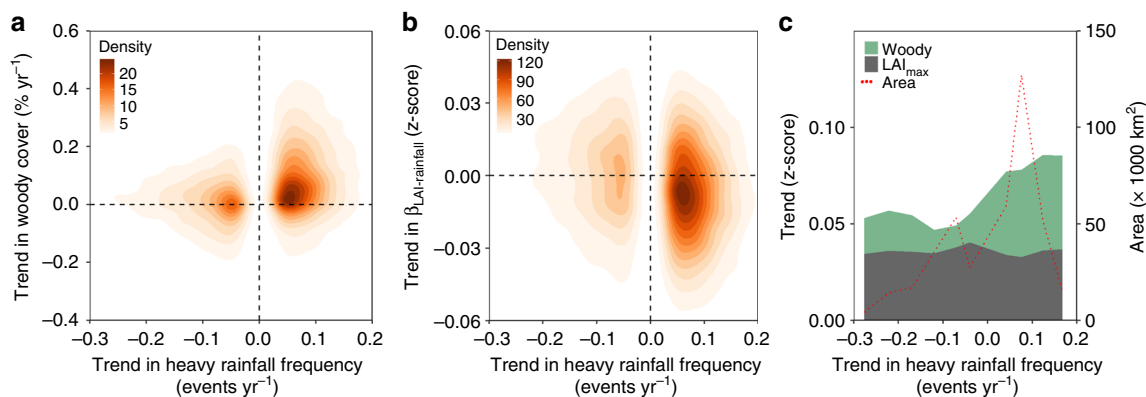 a
Trend in woody cover (% yr⁻¹)
0.6
0.4
0.2
0.0
−0.2
−0.4
Density
20
15
10
5
−0.3 −0.2 −0.1 0.0 0.1 0.2
Trend in heavy rainfall frequency
(events yr⁻¹)
b
Trend in βLAI-rainfall (z-score)
0.06
0.03
0.00
−0.03
−0.06
Density
120
90
60
30
−0.3 −0.2 −0.1 0.0 0.1 0.2
Trend in heavy rainfall frequency
(events yr⁻¹)
c
Trend (z-score)
0.10
0.05
0.00
Woody
LAImax
Area
150
100
50
0
Area (× 1000 km²)
−0.3 −0.2 −0.1 0.0 0.1 0.2
Trend in heavy rainfall frequency
(events yr⁻¹)